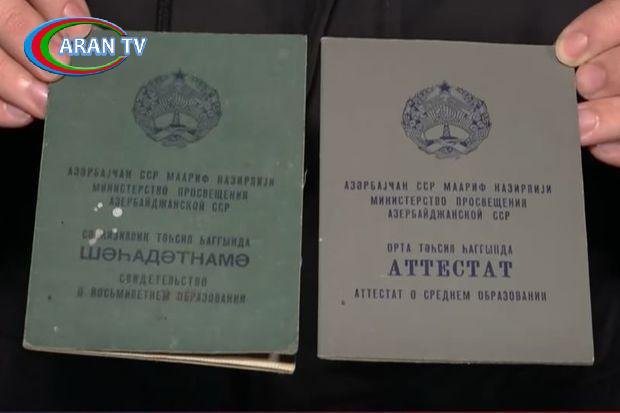 ARAN TV
АЗӘРБАЈҸАН ССР МААРИФ НАЗИРЛИЈИ
МИНИСТЕРСТВО ПРОСВЕЩЕНИЯ
АЗЕРБАЙДЖАНСКОЙ ССР
СӘККИЗИЛЛИК ТӘҺСИЛ ҺАГГЫНДА
ШӘҺАДӘТНАМӘ
СВИДЕТЕЛЬСТВО
О ВОСЬМИЛЕТНЕМ ОБРАЗОВАНИИ
АЗӘРБАЈҸАН ССР МААРИФ НАЗИРЛИЈИ
МИНИСТЕРСТВО ПРОСВЕЩЕНИЯ
АЗЕРБАЙДЖАНСКОЙ ССР
ОРТА ТӘҺСИЛ ҺАГГЫНДА
АТТЕСТАТ
АТТЕСТАТ О СРЕДНЕМ ОБРАЗОВАНИИ